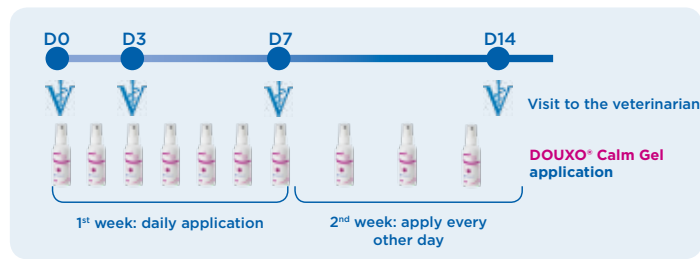 D0 D3 D7 D14
Visit to the veterinarian
DOUXO® Calm Gel
application
1st week: daily application
2nd week: apply every
other day